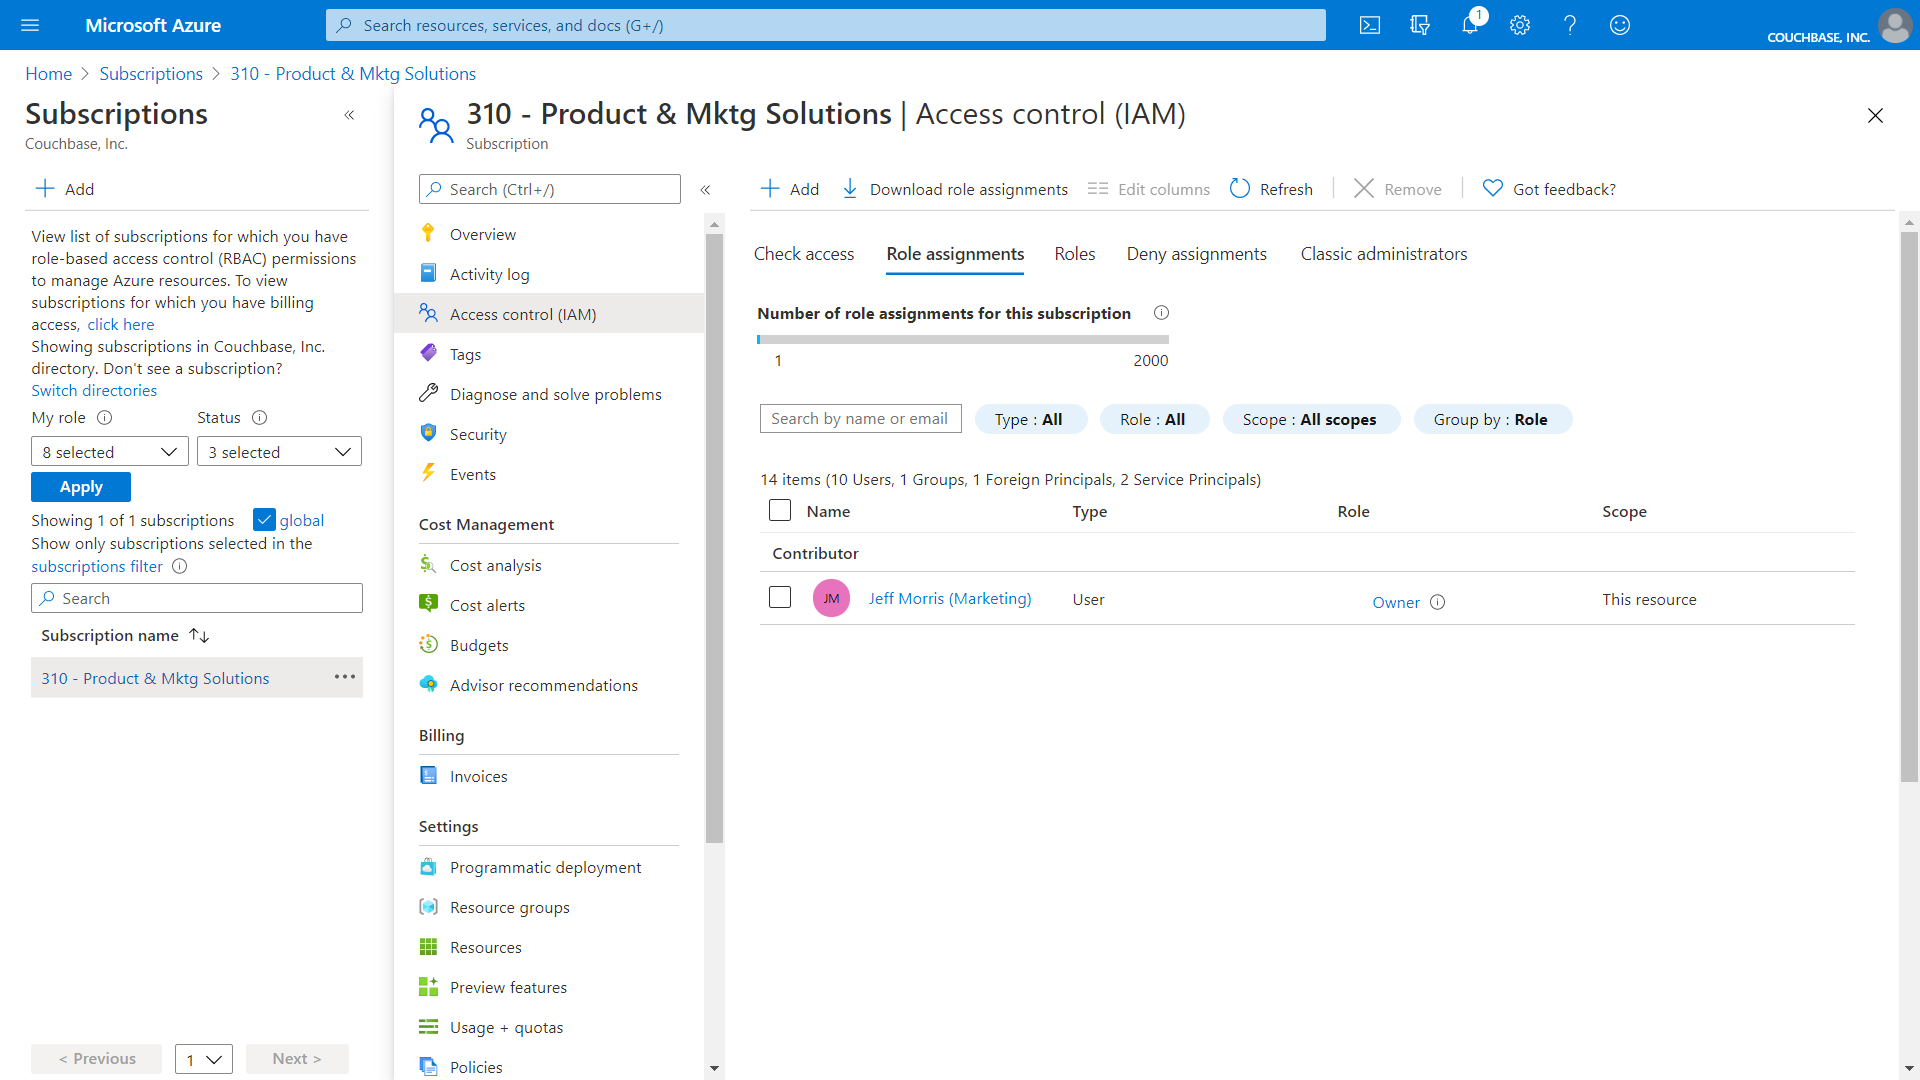 Microsoft Azure
Search resources, services, and docs (G+/)
1
COUCHBASE, INC.
Home > Subscriptions > 310 - Product & Mktg Solutions
Subscriptions
«
Couchbase, Inc.
+ Add
View list of subscriptions for which you have
role-based access control (RBAC) permissions
to manage Azure resources. To view
subscriptions for which you have billing
access, click here
Showing subscriptions in Couchbase, Inc.
directory. Don't see a subscription?
Switch directories
My role
Status
8 selected
3 selected
Apply
Showing 1 of 1 subscriptions
global
Show only subscriptions selected in the
subscriptions filter
Search
Subscription name ↑↓
310 - Product & Mktg Solutions ...
< Previous
1
Next >
310 - Product & Mktg Solutions | Access control (IAM)
Subscription
Search (Ctrl+/)
«
Overview
Activity log
Access control (IAM)
Tags
Diagnose and solve problems
Security
Events
Cost Management
Cost analysis
Cost alerts
Budgets
Advisor recommendations
Billing
Invoices
Settings
Programmatic deployment
Resource groups
Resources
Preview features
Usage + quotas
Policies
+ Add
Download role assignments
Edit columns
Refresh
Remove
Got feedback?
Check access
Role assignments
Roles
Deny assignments
Classic administrators
Number of role assignments for this subscription
1
2000
Search by name or email
Type : All
Role : All
Scope : All scopes
Group by : Role
14 items (10 Users, 1 Groups, 1 Foreign Principals, 2 Service Principals)
Name
Type
Role
Scope
Contributor
JM
Jeff Morris (Marketing)
User
Owner
This resource